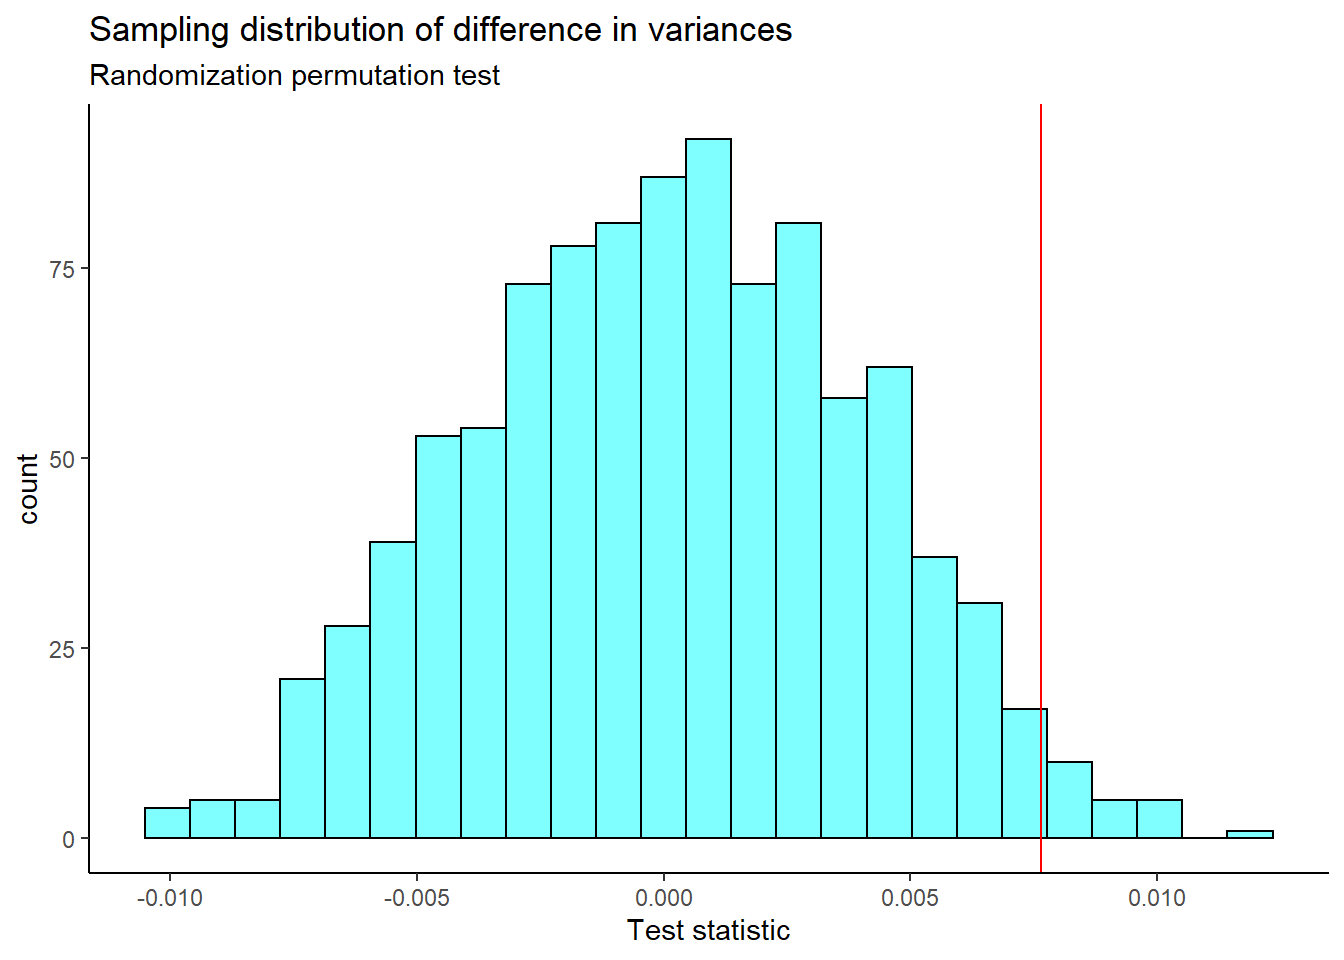 Sampling distribution of difference in variances
Randomization permutation test
count
75
50
25
0
-0.010
-0.005
0.000
0.005
0.010
Test statistic